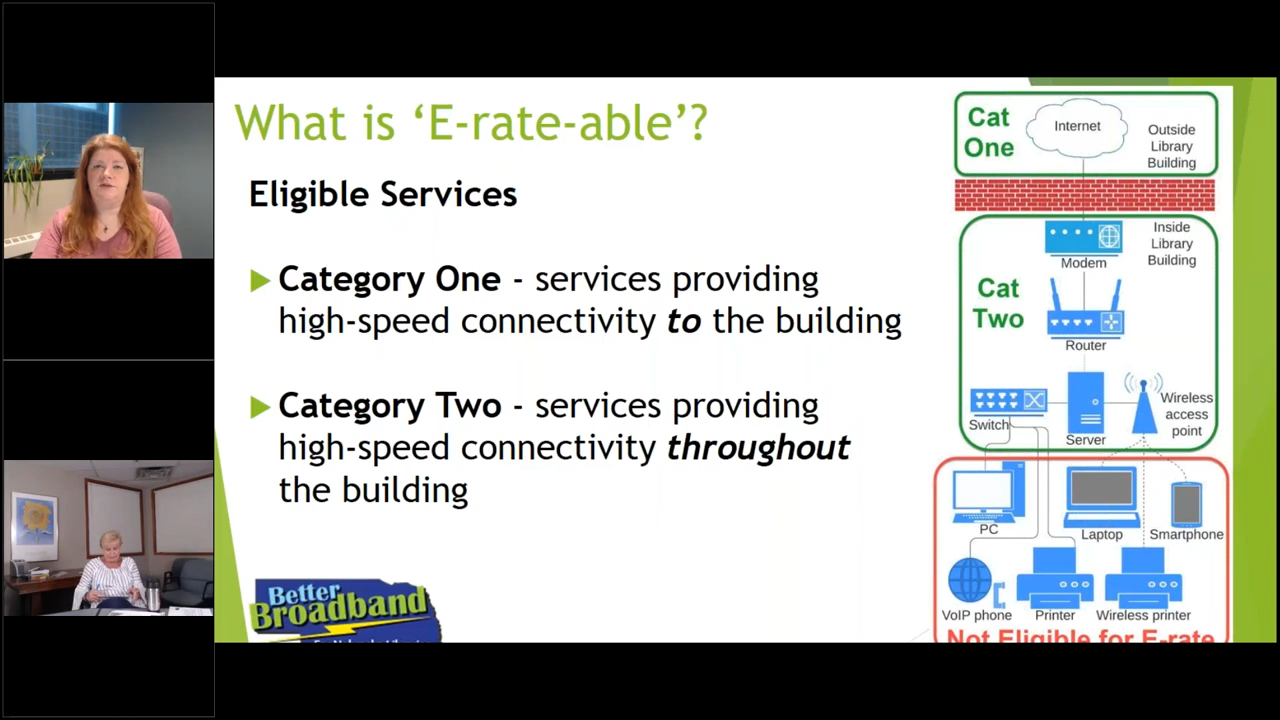 What is ‘E-rate-able’?
Eligible Services
Category One - services providing
high-speed connectivity to the building
Category Two - services providing
high-speed connectivity throughout
the building
Better
Broadband
Cat
One
Internet
Outside
Library
Building
Cat
Two
Inside
Library
Building
Modem
Router
Switch
Server
Wireless
access
point
PC
Laptop
Smartphone
VoIP phone
Printer
Wireless printer
Not Eligible for E-rate